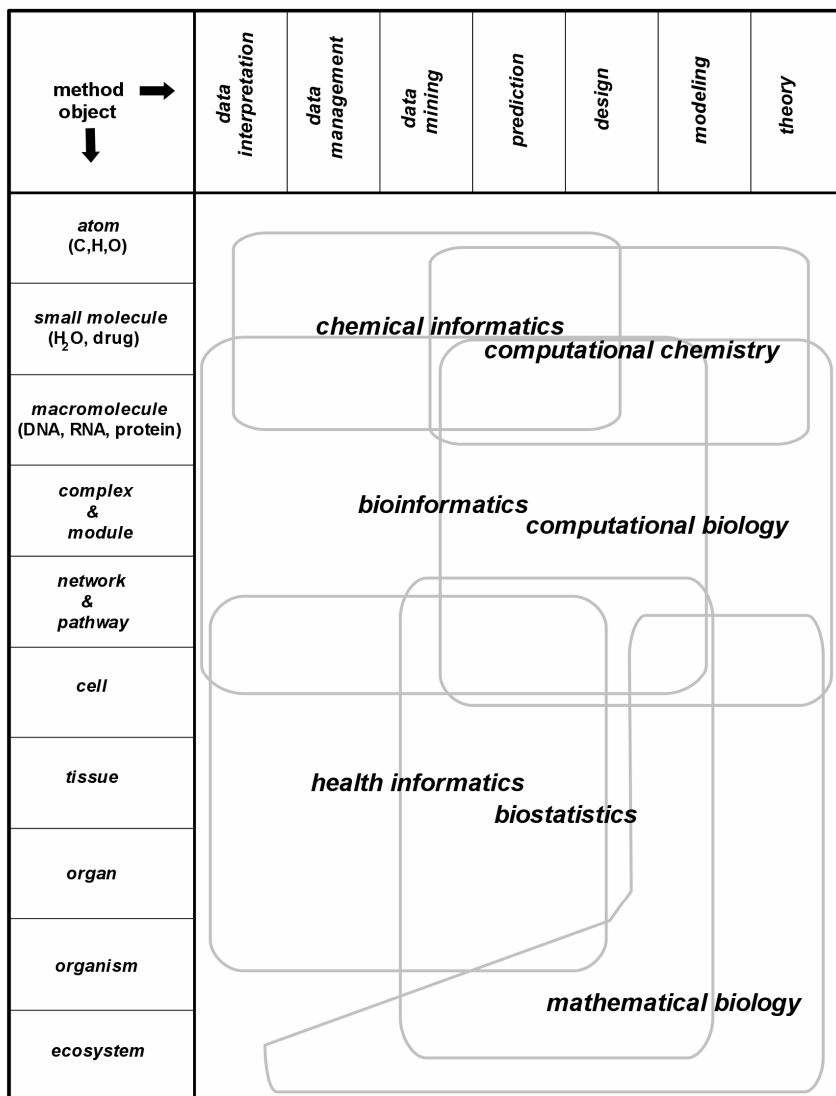 method
object
data
interpretation
data
management
data
mining
prediction
design
modeling
theory
atom
(C,H,O)
small molecule
(H2O, drug)
macromolecule
(DNA, RNA, protein)
complex
&
module
network
&
pathway
cell
tissue
organ
organism
ecosystem
chemical informatics
computational chemistry
bioinformatics
computational biology
health informatics
biostatistics
mathematical biology